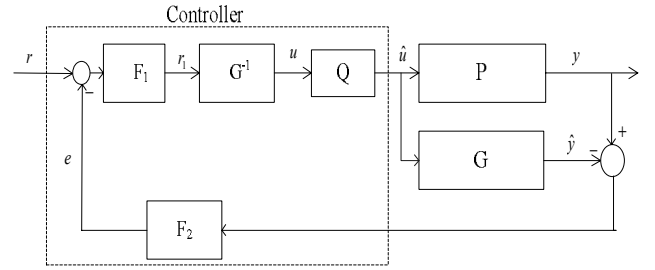 Controller
r
−
F₁
r₁
G⁻¹
u
Q
û
P
y
e
G
ŷ
−
+
F₂